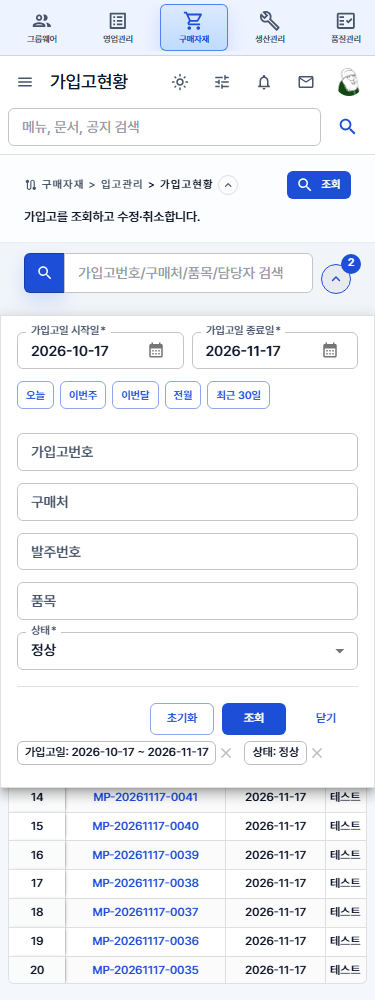 그룹웨어 영업관리 구매자재 생산관리 품질관리
가입고현황
메뉴, 문서, 공지 검색
구매자재 > 입고관리 > 가입고현황 조회
가입고를 조회하고 수정·취소합니다.
가입고번호/구매처/품목/담당자 검색 2
가입고일 시작일* 가입고일 종료일*
2026-10-17 2026-11-17
오늘 이번주 이번달 전월 최근 30일
가입고번호
구매처
발주번호
품목
상태*
정상
초기화 조회 닫기
가입고일: 2026-10-17 ~ 2026-11-17 상태: 정상
14 MP-20261117-0041 2026-11-17 테스트
15 MP-20261117-0040 2026-11-17 테스트
16 MP-20261117-0039 2026-11-17 테스트
17 MP-20261117-0038 2026-11-17 테스트
18 MP-20261117-0037 2026-11-17 테스트
19 MP-20261117-0036 2026-11-17 테스트
20 MP-20261117-0035 2026-11-17 테스트